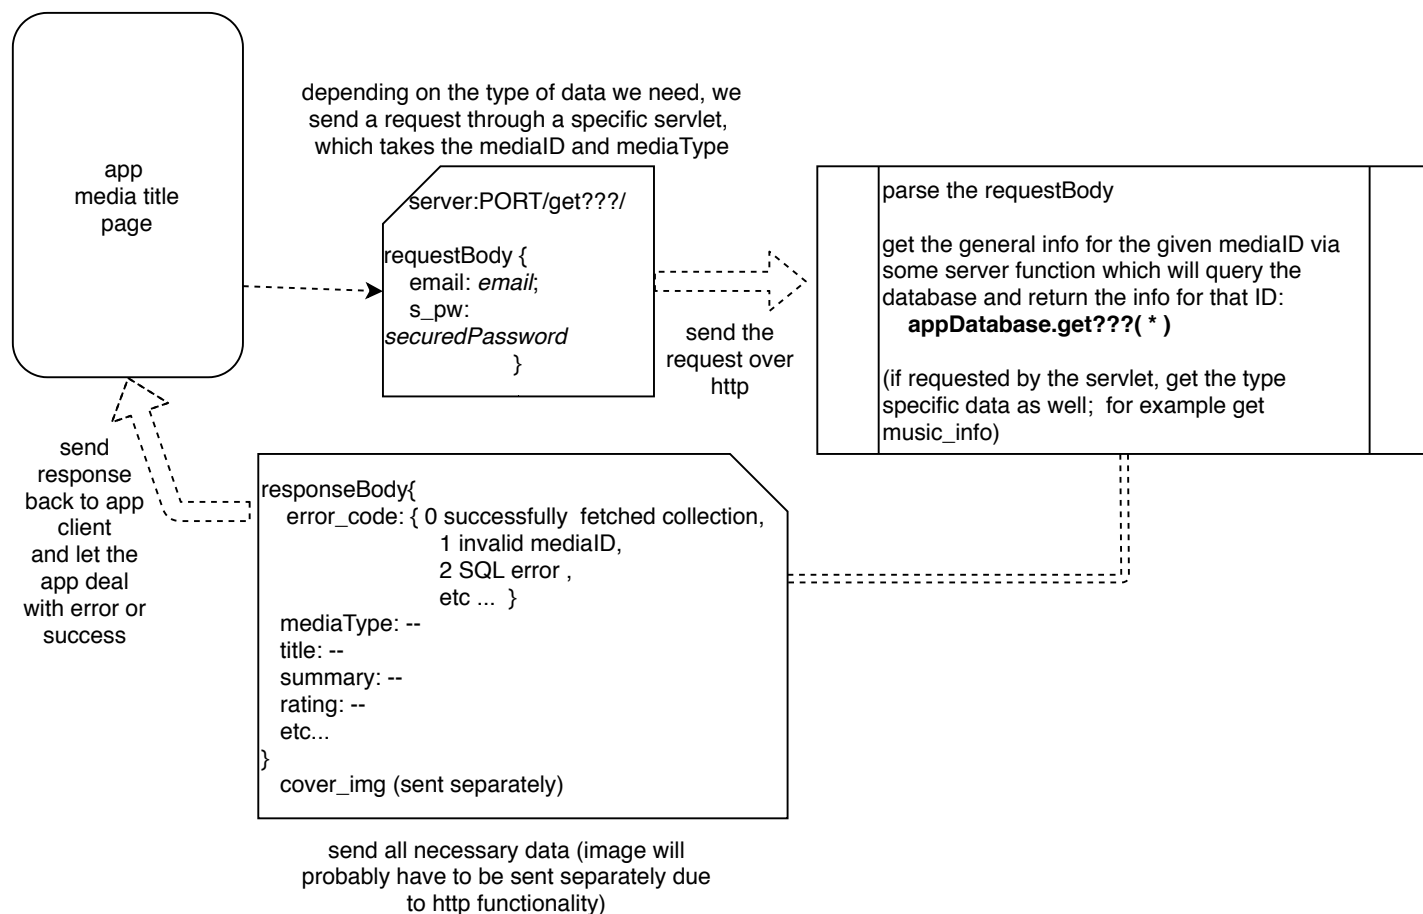 app
media title
page
depending on the type of data we need, we
send a request through a specific servlet,
which takes the mediaID and mediaType
server:PORT/get???/
requestBody {
email: email;
s_pw:
securedPassword
}
send the
request over
http
parse the requestBody
get the general info for the given mediaID via
some server function which will query the
database and return the info for that ID:
appDatabase.get???( * )
(if requested by the servlet, get the type
specific data as well;  for example get
music_info)
responseBody{
error_code: { 0 successfully  fetched collection,
1 invalid mediaID,
2 SQL error ,
etc ...  }
mediaType: --
title: --
summary: --
rating: --
etc...
}
cover_img (sent separately)
send all necessary data (image will
probably have to be sent separately due
to http functionality)
send
response
back to app
client
and let the
app deal
with error or
success